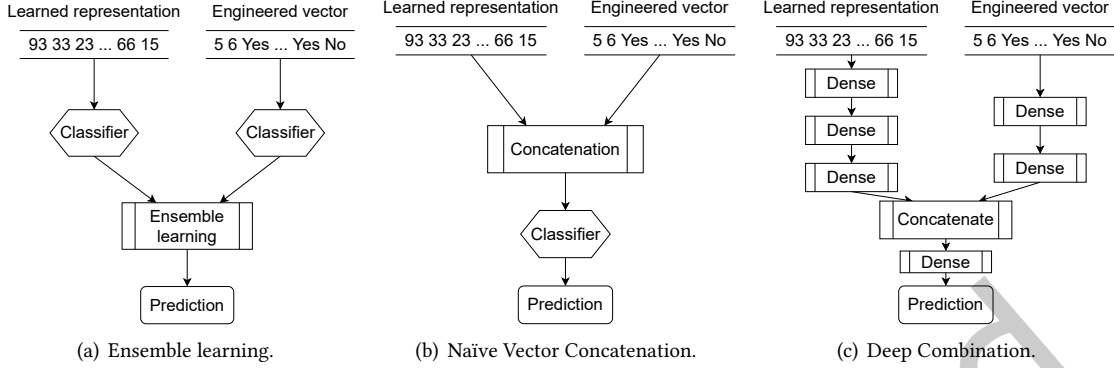 Learned representation
Engineered vector
93 33 23 ... 66 15
5 6 Yes ... Yes No
Classifier
Classifier
Ensemble
learning
Prediction
(a) Ensemble learning.
Learned representation
Engineered vector
93 33 23 ... 66 15
5 6 Yes ... Yes No
Concatenation
Classifier
Prediction
(b) Naïve Vector Concatenation.
Learned representation
Engineered vector
93 33 23 ... 66 15
5 6 Yes ... Yes No
Dense
Dense
Dense
Dense
Dense
Concatenate
Dense
Prediction
(c) Deep Combination.